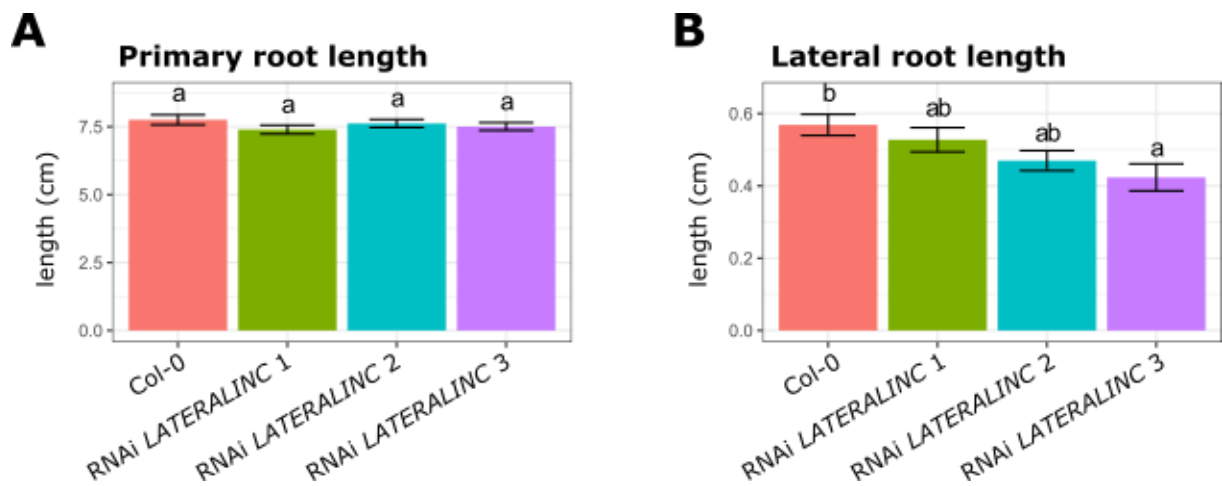 A
Primary root length
a
a
a
a
7.5
5.0
2.5
0.0
length (cm)
Col-0
RNAi LATERALINC 1
RNAi LATERALINC 2
RNAi LATERALINC 3
B
Lateral root length
b
ab
ab
a
0.6
0.4
0.2
0.0
length (cm)
Col-0
RNAi LATERALINC 1
RNAi LATERALINC 2
RNAi LATERALINC 3